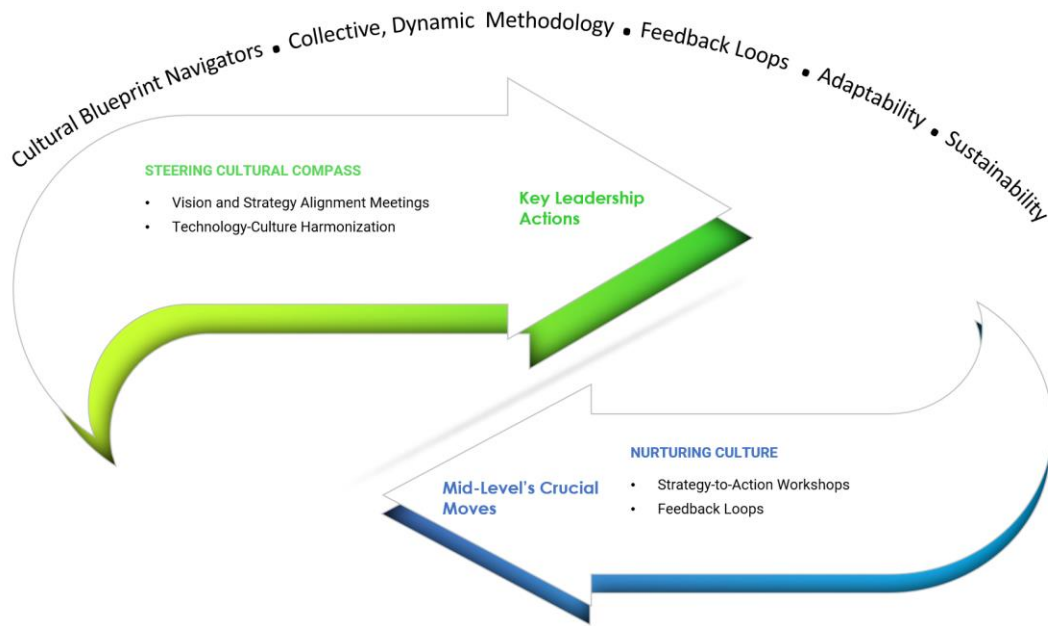 Cultural Blueprint Navigators • Collective, Dynamic Methodology • Feedback Loops • Adaptability • Sustainability
STEERING CULTURAL COMPASS
• Vision and Strategy Alignment Meetings
• Technology-Culture Harmonization
Key Leadership
Actions
NURTURING CULTURE
• Strategy-to-Action Workshops
• Feedback Loops
Mid-Level's Crucial
Moves